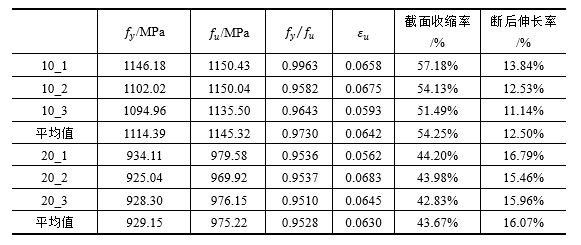 f_y/MPa f_u/MPa f_y/f_u ε_u 截面收缩率/% 断后伸长率/%
10_1 1146.18 1150.43 0.9963 0.0658 57.18% 13.84%
10_2 1102.02 1150.04 0.9582 0.0675 54.13% 12.53%
10_3 1094.96 1135.50 0.9643 0.0593 51.49% 11.14%
平均值 1114.39 1145.32 0.9730 0.0642 54.25% 12.50%
20_1 934.11 979.58 0.9536 0.0562 44.20% 16.79%
20_2 925.04 969.92 0.9537 0.0683 43.98% 15.46%
20_3 928.30 976.15 0.9510 0.0645 42.83% 15.96%
平均值 929.15 975.22 0.9528 0.0630 43.67% 16.07%